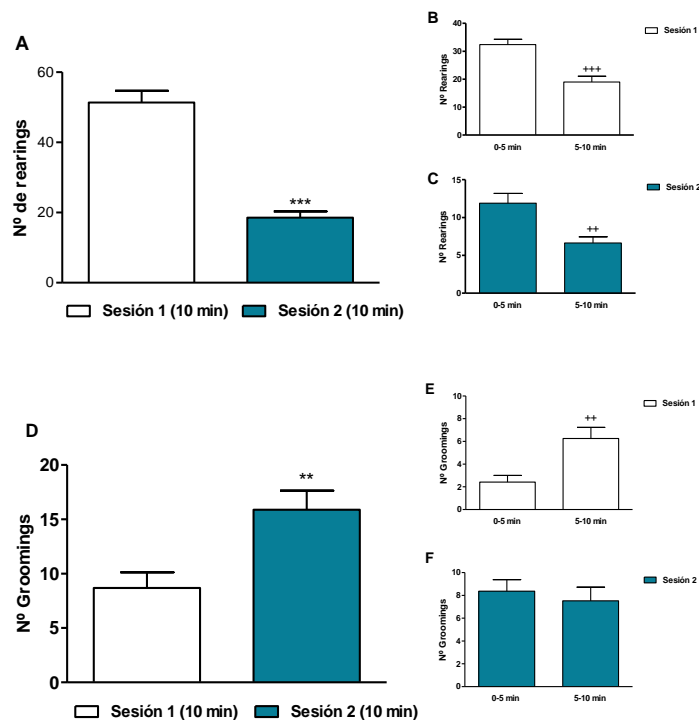 A
Nº de rearings
60
40
20
0
***
Sesión 1 (10 min)
Sesión 2 (10 min)
B
Nº Rearings
40
30
20
10
0
+++
0-5 min
5-10 min
Sesión 1
C
Nº Rearings
15
10
5
0
++
0-5 min
5-10 min
Sesión 2
D
Nº Groomings
20
15
10
5
0
**
Sesión 1 (10 min)
Sesión 2 (10 min)
E
Nº Groomings
10
8
6
4
2
0
++
0-5 min
5-10 min
Sesión 1
F
Nº Groomings
10
8
6
4
2
0
0-5 min
5-10 min
Sesión 2